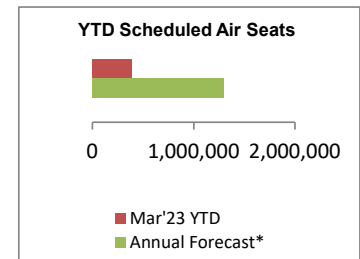 YTD Scheduled Air Seats
0 1,000,000 2,000,000
Mar'23 YTD
Annual Forecast*